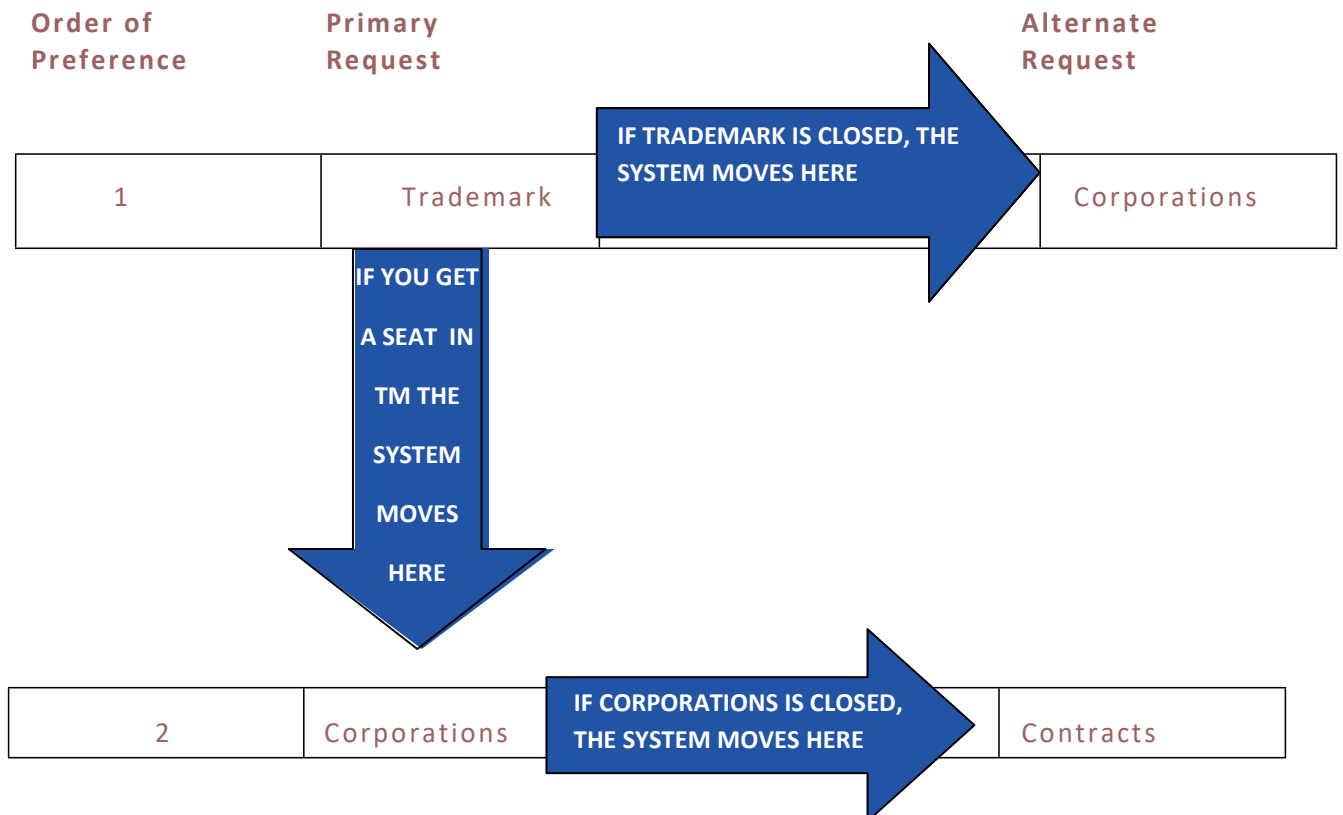 Order of
Preference
Primary
Request
Alternate
Request
IF TRADEMARK IS CLOSED, THE
SYSTEM MOVES HERE
1
Trademark
Corporations
IF YOU GET
A SEAT IN
TM THE
SYSTEM
MOVES
HERE
2
Corporations
IF CORPORATIONS IS CLOSED,
THE SYSTEM MOVES HERE
Contracts